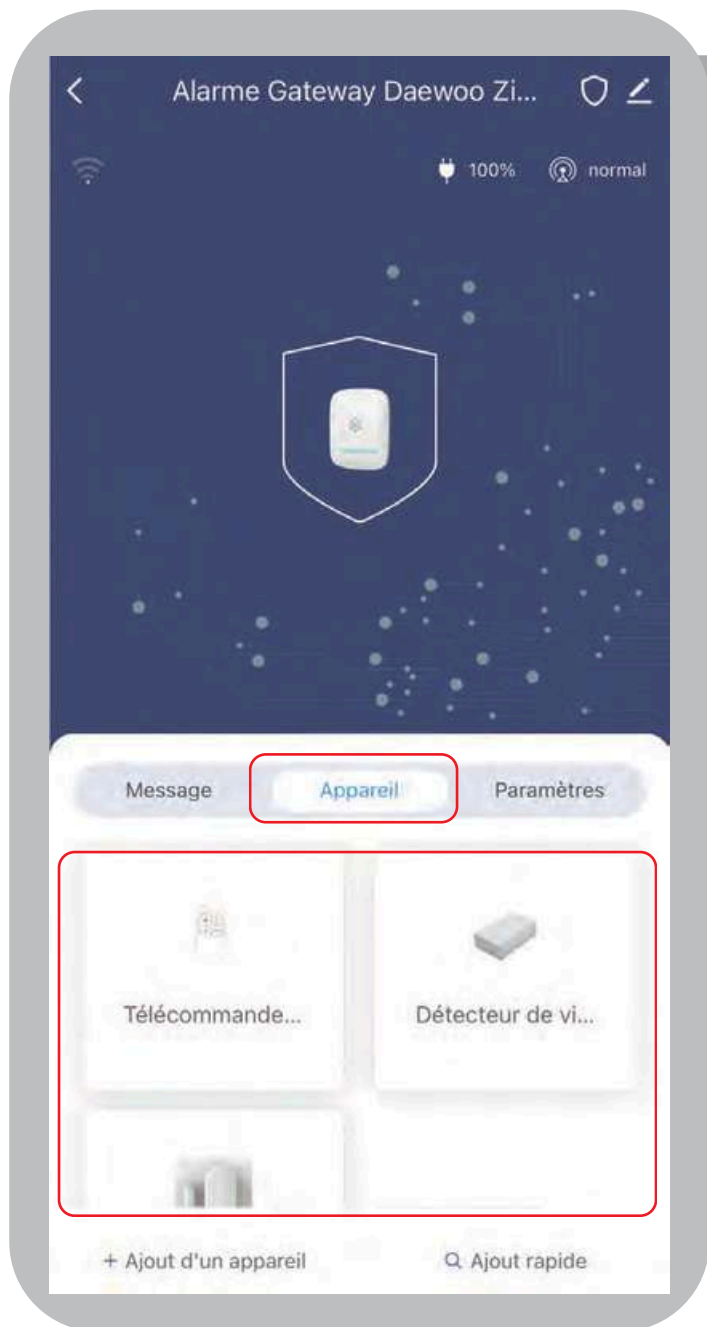 Alarme Gateway Daewoo Zi...
100% normal
Message Appareil Paramètres
Télécommande... Détecteur de vi...
+ Ajout d'un appareil Ajout rapide